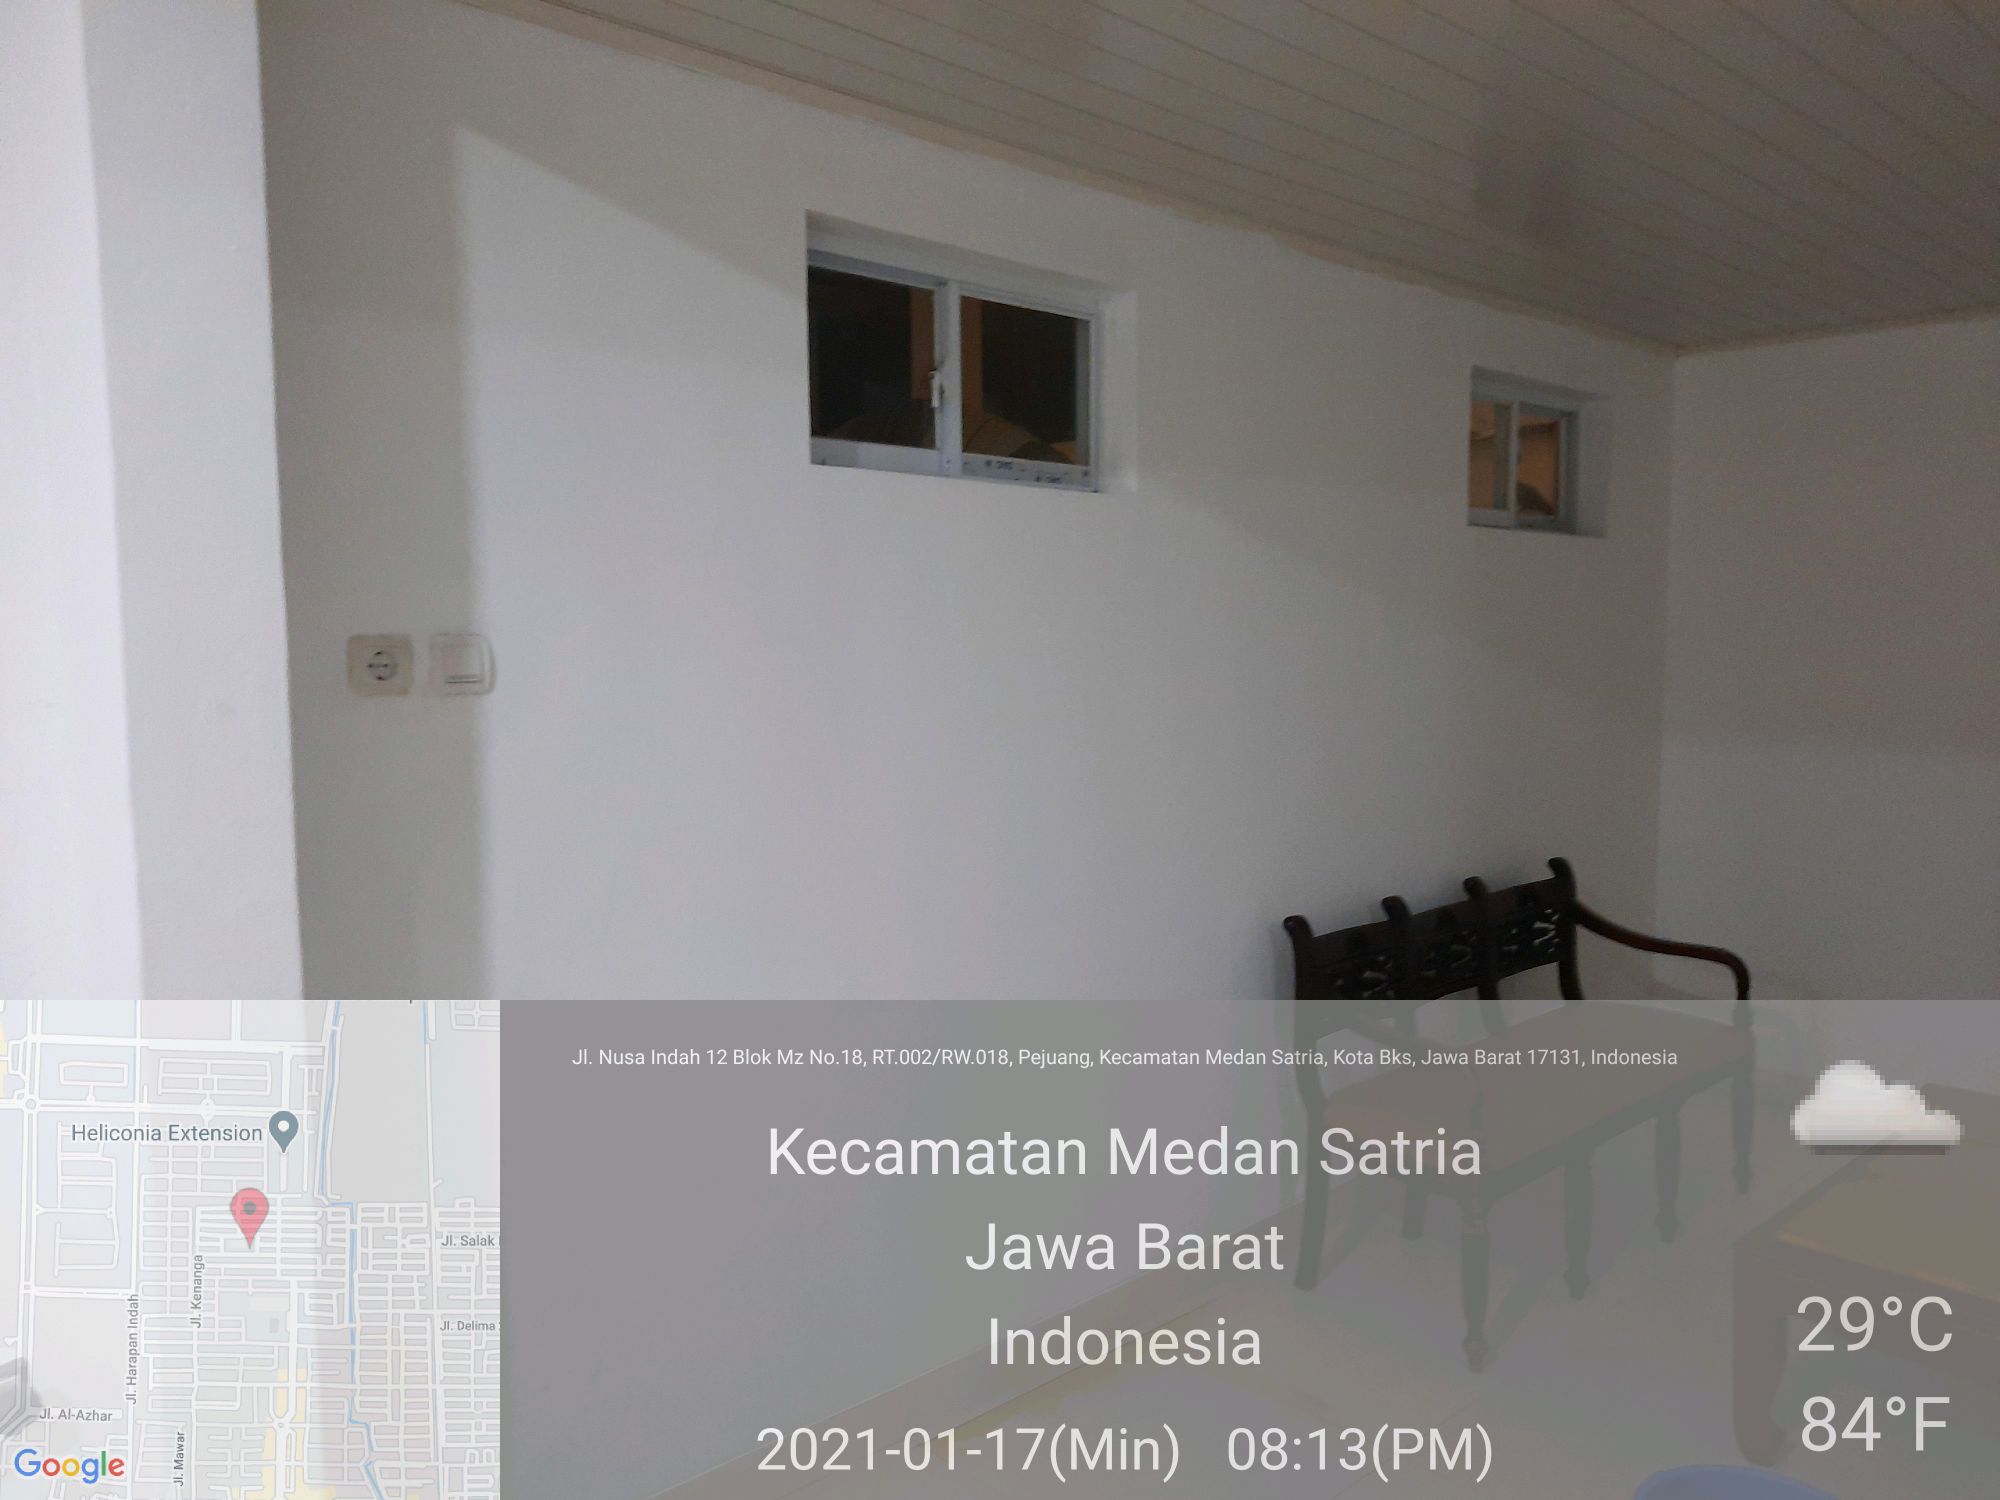 Jl. Nusa Indah 12 Blok Mz No.18, RT.002/RW.018, Pejuang, Kecamatan Medan Satria, Kota Bks, Jawa Barat 17131, Indonesia
Kecamatan Medan Satria
Jawa Barat
Indonesia
2021-01-17(Min) 08:13(PM)
29°C
84°F
Heliconia Extension
Jl. Salak
Jl. Kenanga
Jl. Delima
Jl. Harapan Indah
Jl. Al-Azhar
Jl. Mawar
Google